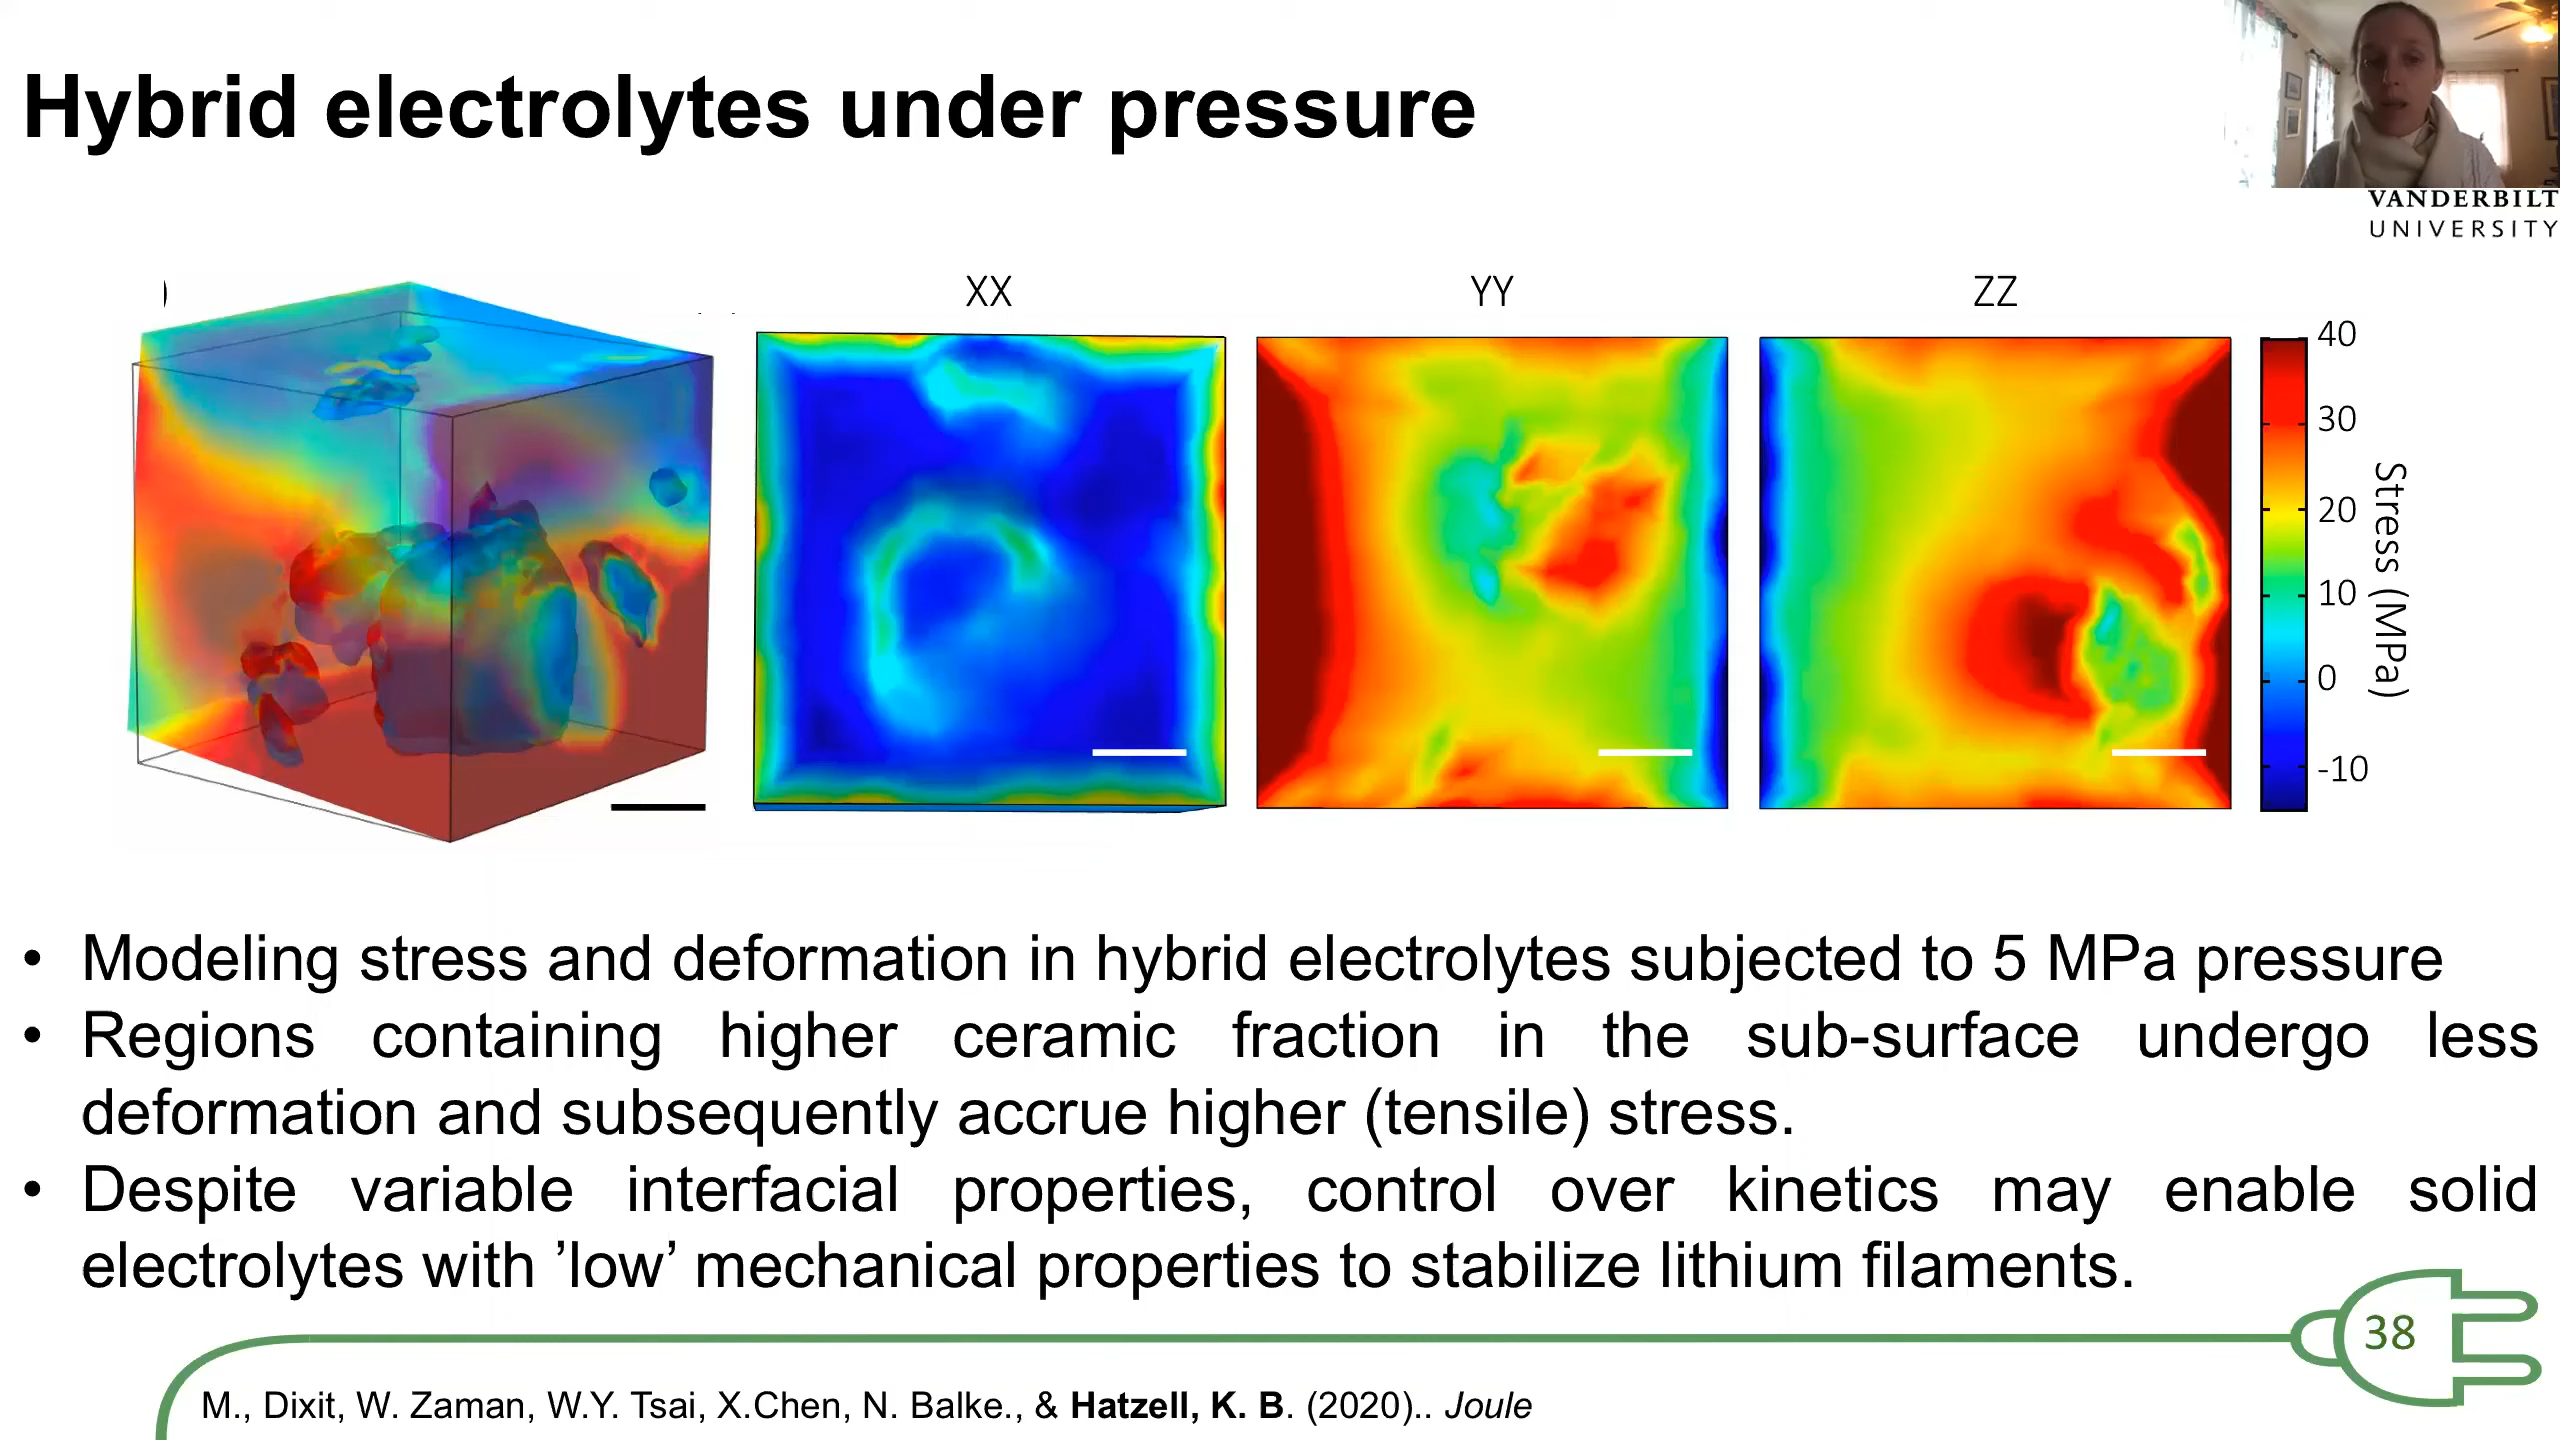 Hybrid electrolytes under pressure
VANDERBILT
UNIVERSITY
)
XX
YY
ZZ
40
30
20
10
0
-10
Stress (MPa)
• Modeling stress and deformation in hybrid electrolytes subjected to 5 MPa pressure
• Regions containing higher ceramic fraction in the sub-surface undergo less
deformation and subsequently accrue higher (tensile) stress.
• Despite variable interfacial properties, control over kinetics may enable solid
electrolytes with ’low’ mechanical properties to stabilize lithium filaments.
38
M., Dixit, W. Zaman, W.Y. Tsai, X.Chen, N. Balke., & Hatzell, K. B. (2020).. Joule